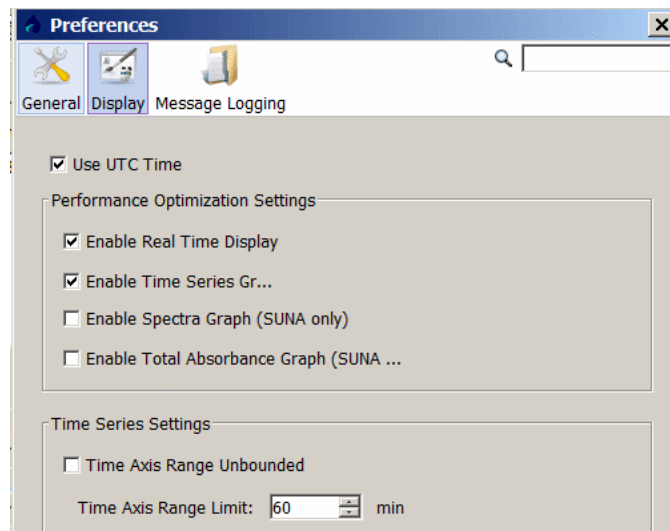 Preferences
General Display Message Logging
Use UTC Time
Performance Optimization Settings
Enable Real Time Display
Enable Time Series Gr...
Enable Spectra Graph (SUNA only)
Enable Total Absorbance Graph (SUNA ...
Time Series Settings
Time Axis Range Unbounded
Time Axis Range Limit: 60 min